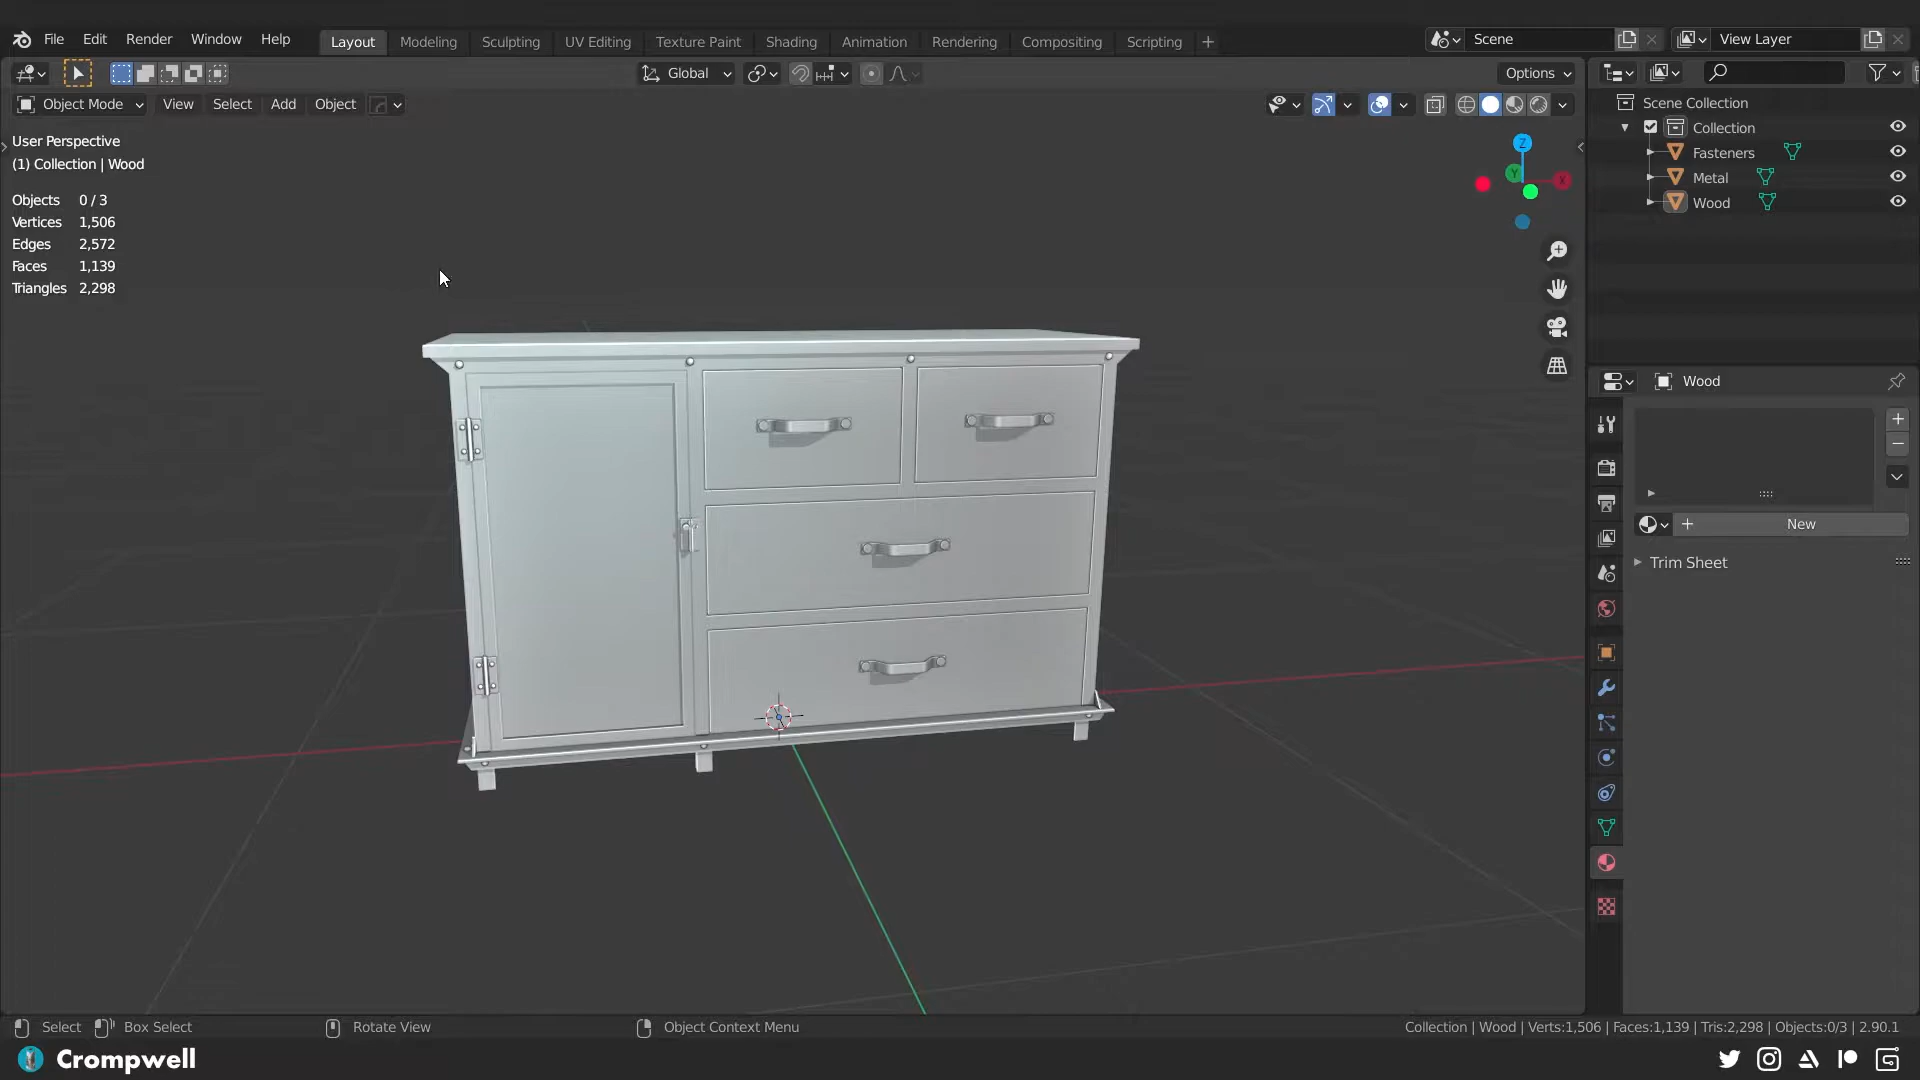 File Edit Render Window Help Layout Modeling Sculpting UV Editing Texture Paint Shading Animation Rendering Compositing Scripting + Scene View Layer
Global Options
Object Mode View Select Add Object
User Perspective
(1) Collection | Wood
Objects 0 / 3
Vertices 1,506
Edges 2,572
Faces 1,139
Triangles 2,298
Z
Y
X
Scene Collection
Collection
Fasteners
Metal
Wood
Wood
New
Trim Sheet
Select Box Select Rotate View Object Context Menu Collection | Wood | Verts:1,506 | Faces:1,139 | Tris:2,298 | Objects:0/3 | 2.90.1
Crompwell